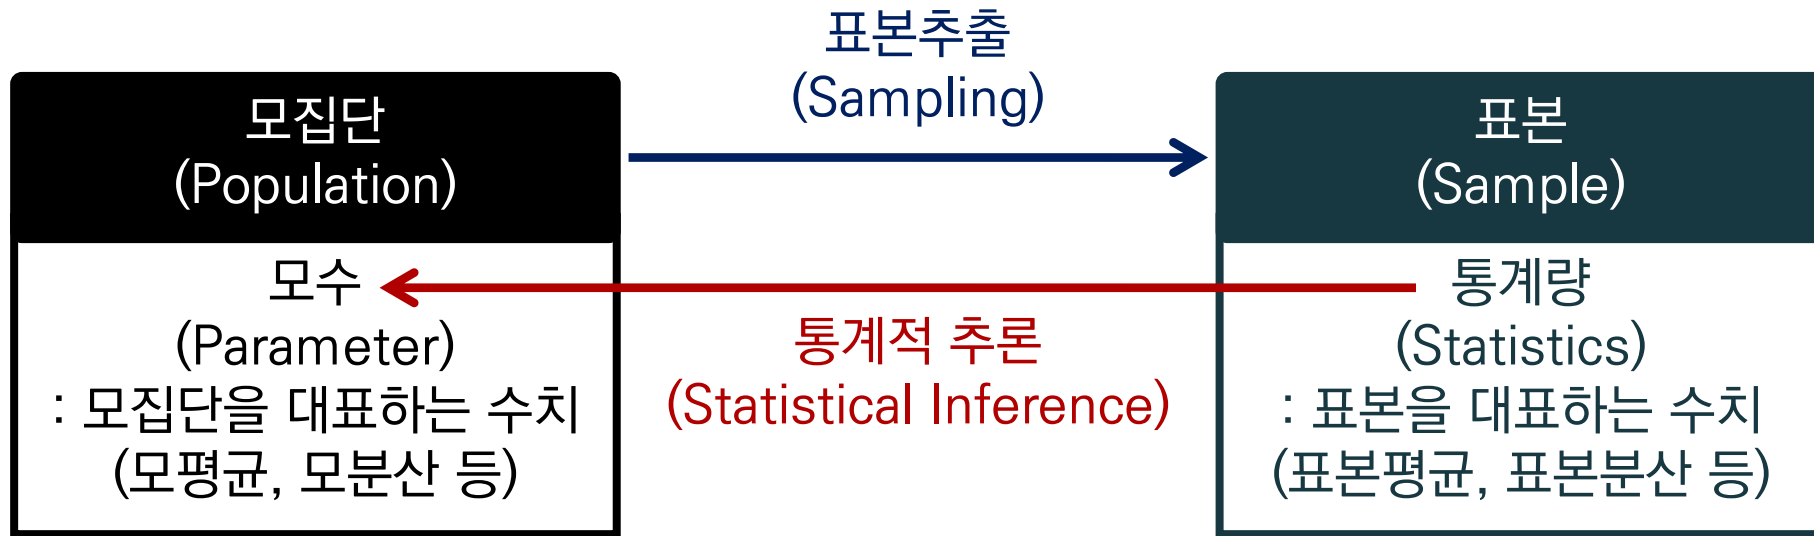 표본추출
(Sampling)
모집단
(Population)
표본
(Sample)
모수
(Parameter)
: 모집단을 대표하는 수치
(모평균, 모분산 등)
통계적 추론
(Statistical Inference)
통계량
(Statistics)
: 표본을 대표하는 수치
(표본평균, 표본분산 등)